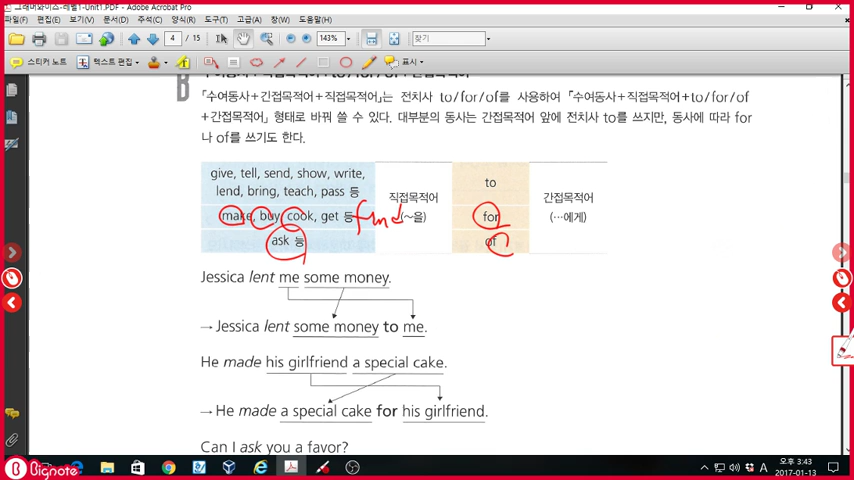 그래머와이즈-레벨1-Unit1.PDF - Adobe Acrobat Pro
파일(F) 편집(E) 보기(V) 문서(D) 주석(C) 양식(R) 도구(T) 고급(A) 창(W) 도움말(H)
4 / 15 143% 찾기
스티커 노트 텍스트 편집 표시
B
「수여동사+간접목적어+직접목적어」는 전치사 to/for/of를 사용하여 「수여동사+직접목적어+to/for/of
+간접목적어」 형태로 바꿔 쓸 수 있다. 대부분의 동사는 간접목적어 앞에 전치사 to를 쓰지만, 동사에 따라 for
나 of를 쓰기도 한다.
give, tell, send, show, write,
lend, bring, teach, pass 등
make, buy, cook, get 등 find
ask 등
직접목적어
(~을)
to
for
of
간접목적어
(…에게)
Jessica lent me some money.
→ Jessica lent some money to me.
He made his girlfriend a special cake.
→ He made a special cake for his girlfriend.
Can I ask you a favor?
Bignote
A
오후 3:43
2017-01-13